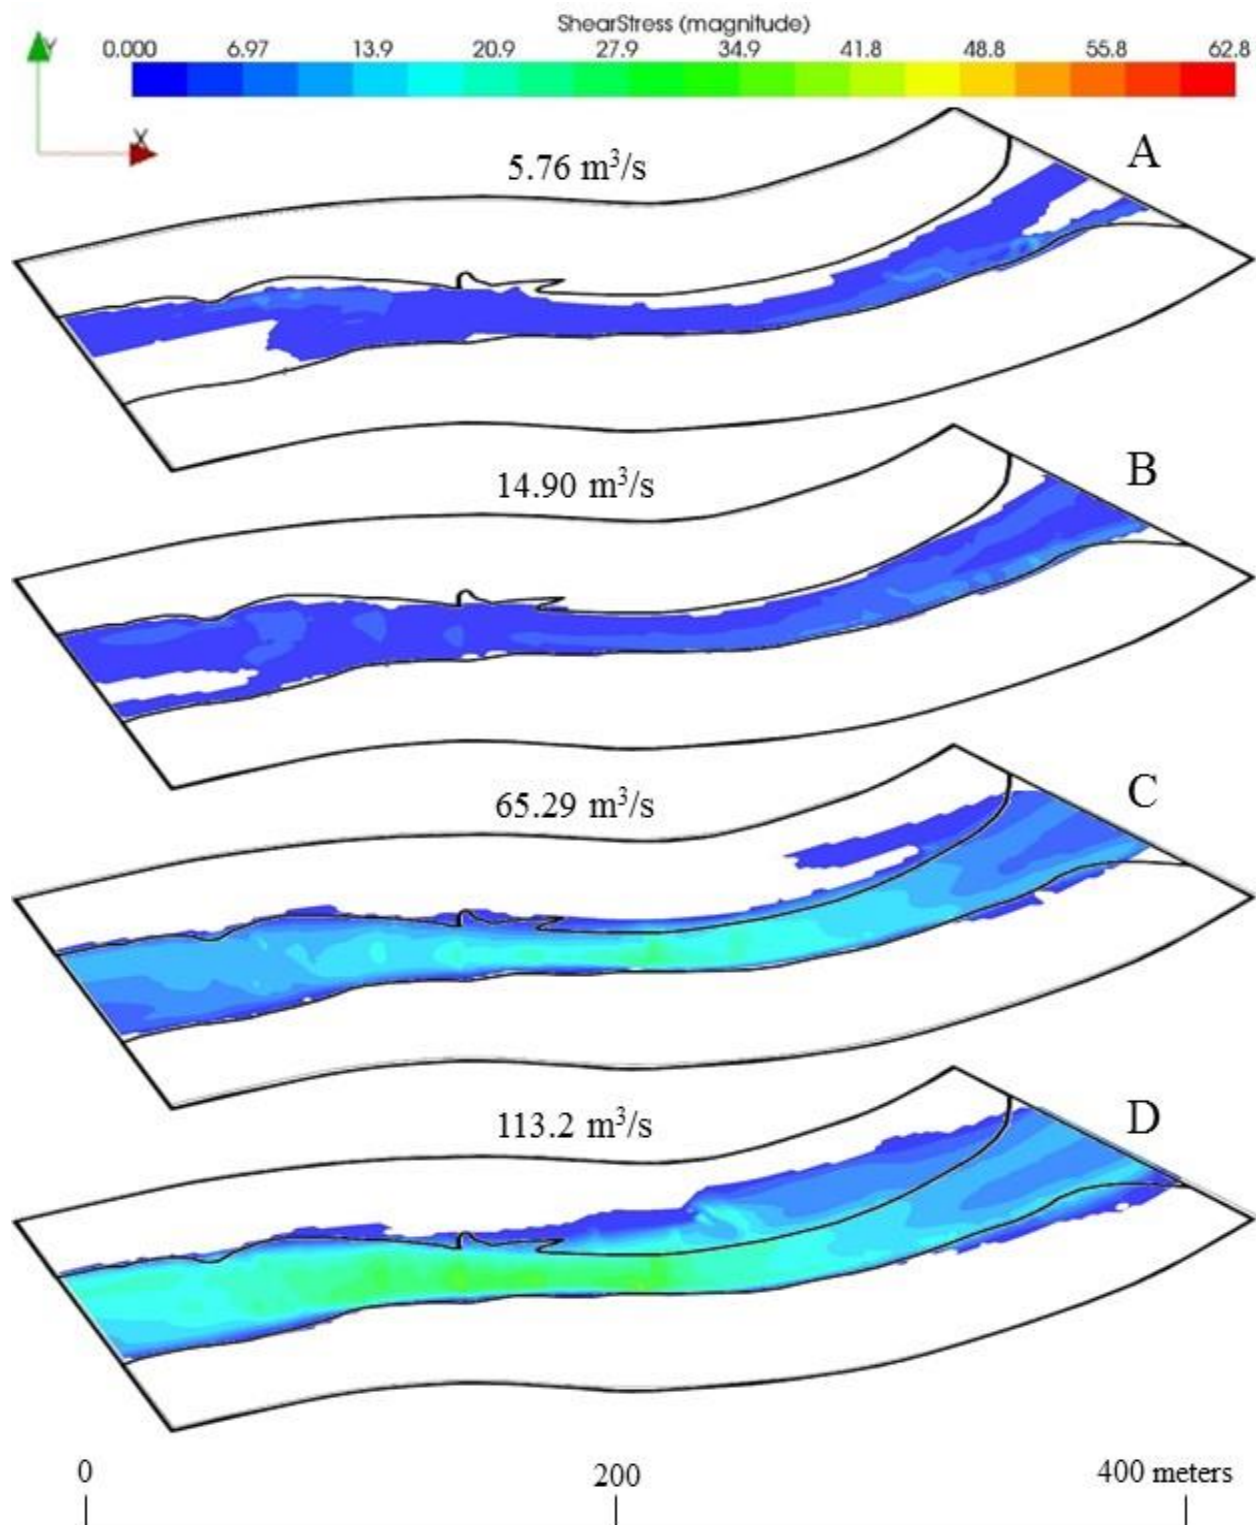 ShearStress (magnitude)
0.000 6.97 13.9 20.9 27.9 34.9 41.8 48.8 55.8 62.8
Y
X
5.76 m³/s
A
14.90 m³/s
B
65.29 m³/s
C
113.2 m³/s
D
0 200 400 meters